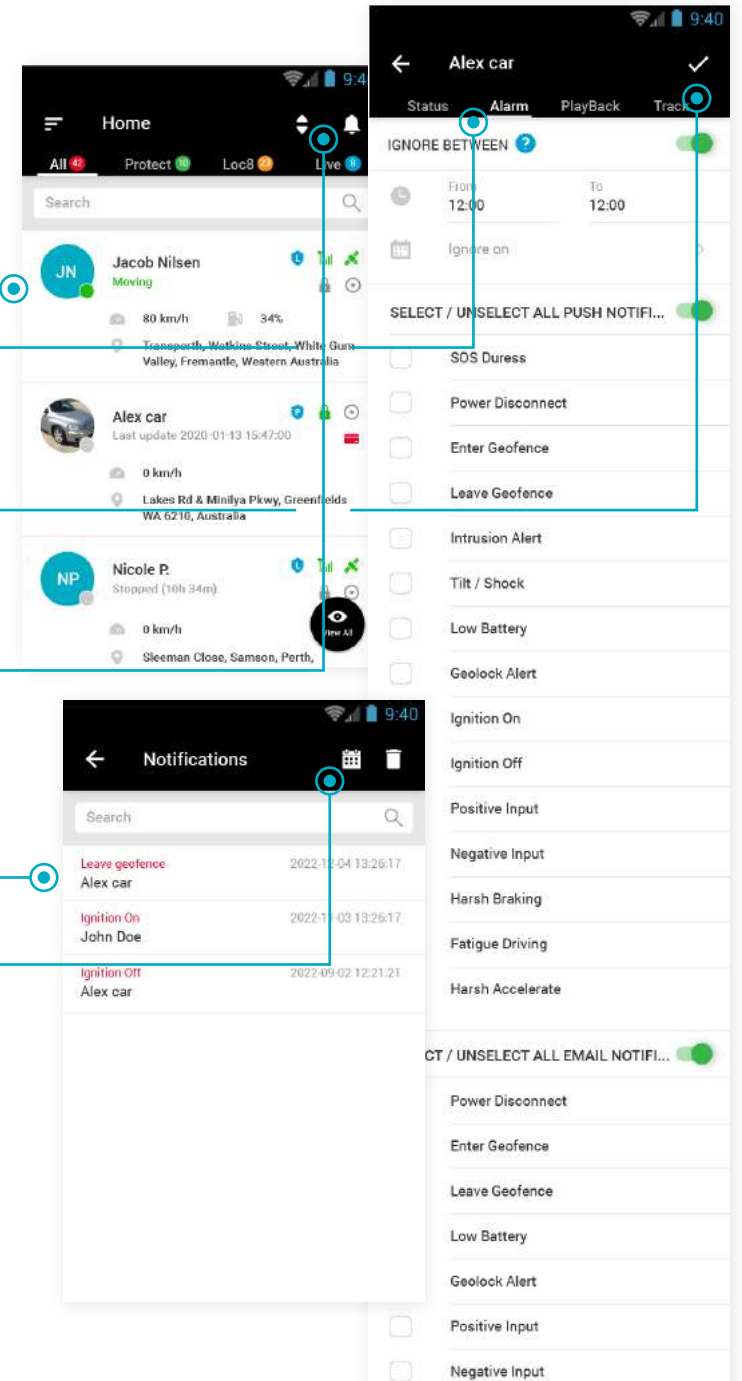 9:4
Home
All 42 Protect 10 Loc8 Live 8
Search
JN
Jacob Nilsen
Moving
80 km/h 34%
Transperth, Watkins Street, White Gum
Valley, Fremantle, Western Australia
Alex car
Last update 2020-01-13 15:47:00
0 km/h
Lakes Rd & Minilya Pkwy, Greenfields
WA 6210, Australia
NP
Nicole P.
Stopped (10h 34m)
0 km/h
View All
Sleeman Close, Samson, Perth,
9:40
Notifications
Search
Leave geofence 2022-12-04 13:26:17
Alex car
Ignition On 2022-11-03 13:26:17
John Doe
Ignition Off 2022-09-02 12:21:21
Alex car
9:40
Alex car
Status Alarm PlayBack Track
IGNORE BETWEEN ?
From To
12:00 12:00
Ignore on
SELECT / UNSELECT ALL PUSH NOTIFI...
SOS Duress
Power Disconnect
Enter Geofence
Leave Geofence
Intrusion Alert
Tilt / Shock
Low Battery
Geolock Alert
Ignition On
Ignition Off
Positive Input
Negative Input
Harsh Braking
Fatigue Driving
Harsh Accelerate
CT / UNSELECT ALL EMAIL NOTIFI...
Power Disconnect
Enter Geofence
Leave Geofence
Low Battery
Geolock Alert
Positive Input
Negative Input